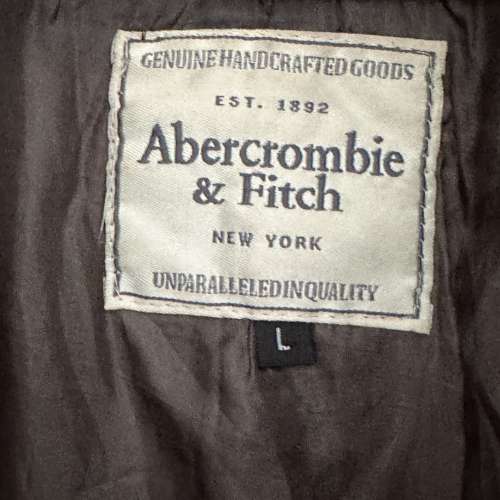 GENUINE HANDCRAFTED GOODS
EST. 1892
Abercrombie
& Fitch
NEW YORK
UNPARALLELED IN QUALITY
L